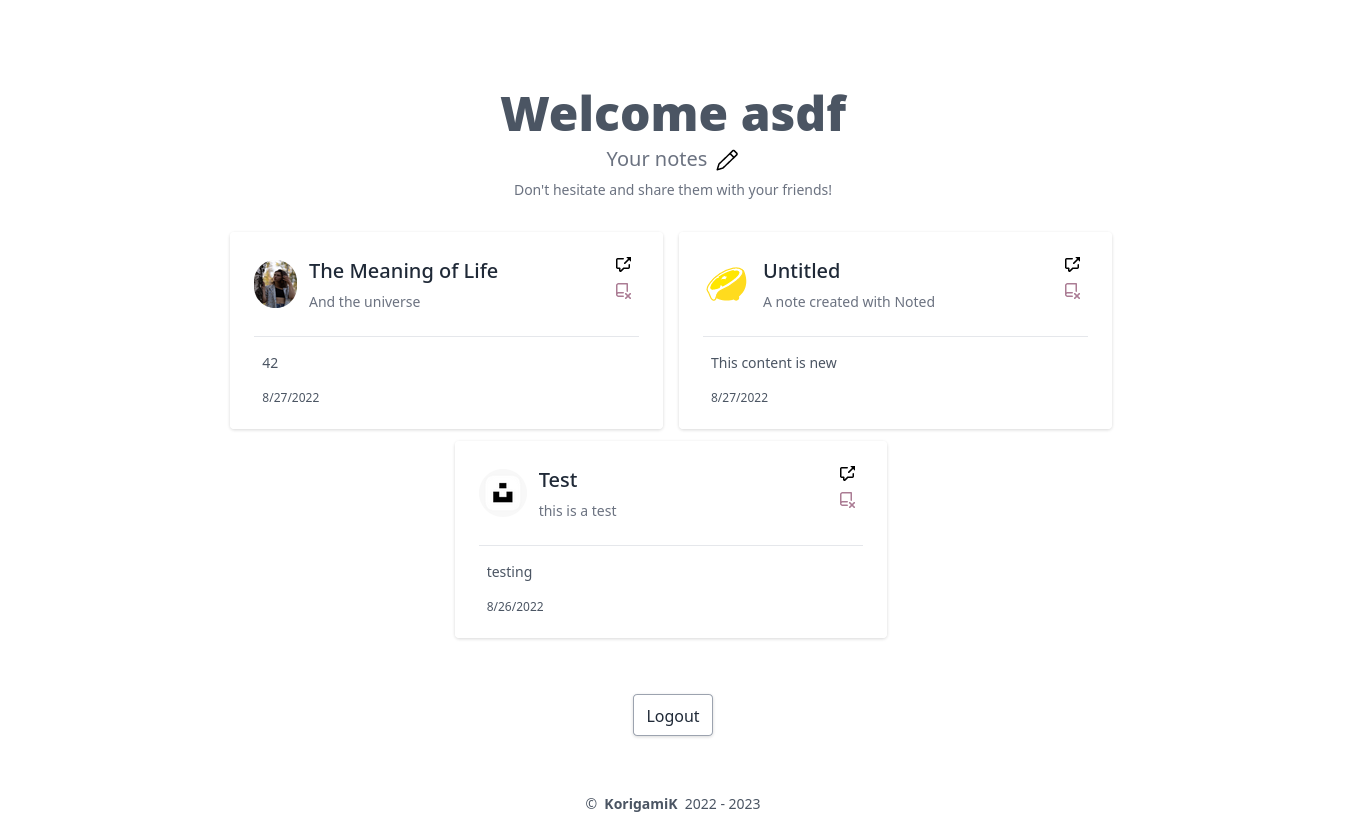 Welcome asdf
Your notes
Don't hesitate and share them with your friends!
The Meaning of Life
And the universe
42
8/27/2022
Untitled
A note created with Noted
This content is new
8/27/2022
Test
this is a test
testing
8/26/2022
Logout
© KorigamiK 2022 - 2023